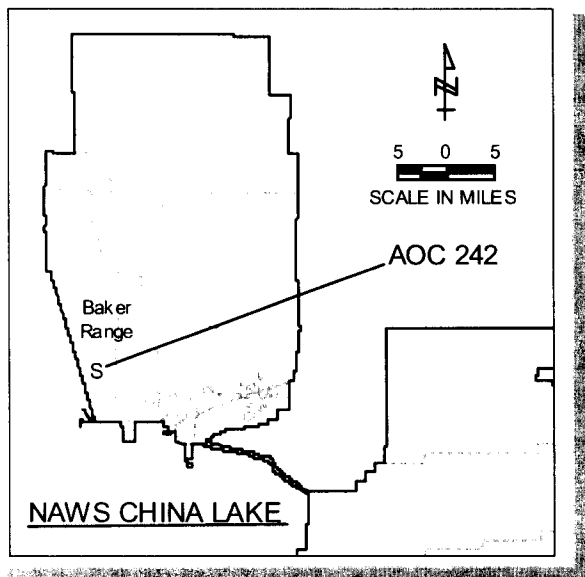 N
5 0 5
SCALE IN MILES
AOC 242
Baker
Range
S
NAWS CHINA LAKE